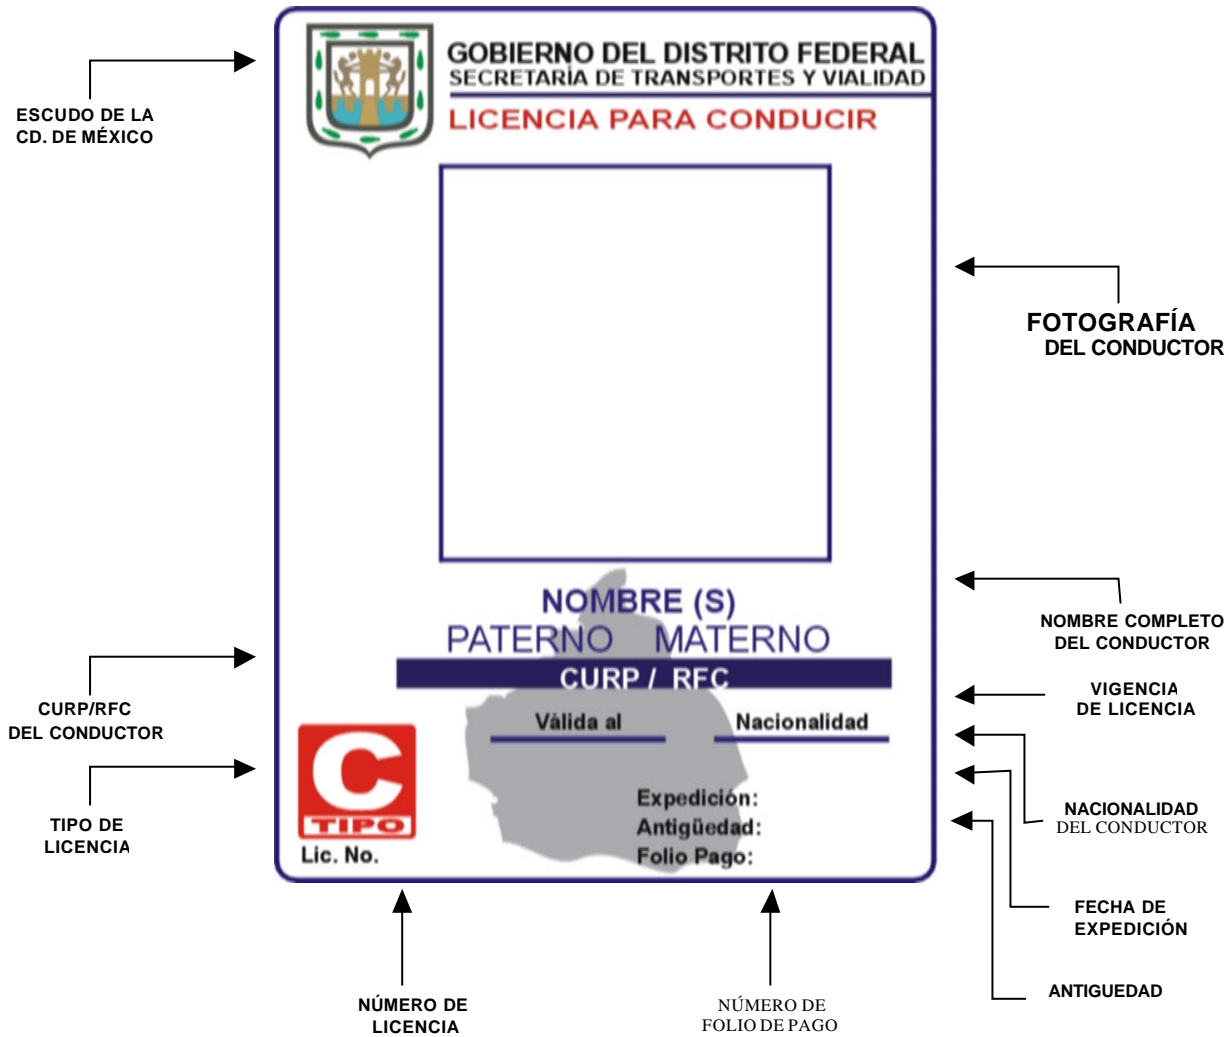 GOBIERNO DEL DISTRITO FEDERAL
SECRETARÍA DE TRANSPORTES Y VIALIDAD
LICENCIA PARA CONDUCIR
ESCUDO DE LA
CD. DE MÉXICO
FOTOGRAFÍA
DEL CONDUCTOR
NOMBRE (S)
PATERNO MATERNO
CURP / RFC
NOMBRE COMPLETO
DEL CONDUCTOR
CURP/RFC
DEL CONDUCTOR
Válida al
Nacionalidad
VIGENCIA
DE LICENCIA
C
TIPO
Lic. No.
Expedición:
Antigüedad:
Folio Pago:
TIPO DE
LICENCIA
NACIONALIDAD
DEL CONDUCTOR
FECHA DE
EXPEDICIÓN
ANTIGUEDAD
NÚMERO DE
LICENCIA
NÚMERO DE
FOLIO DE PAGO